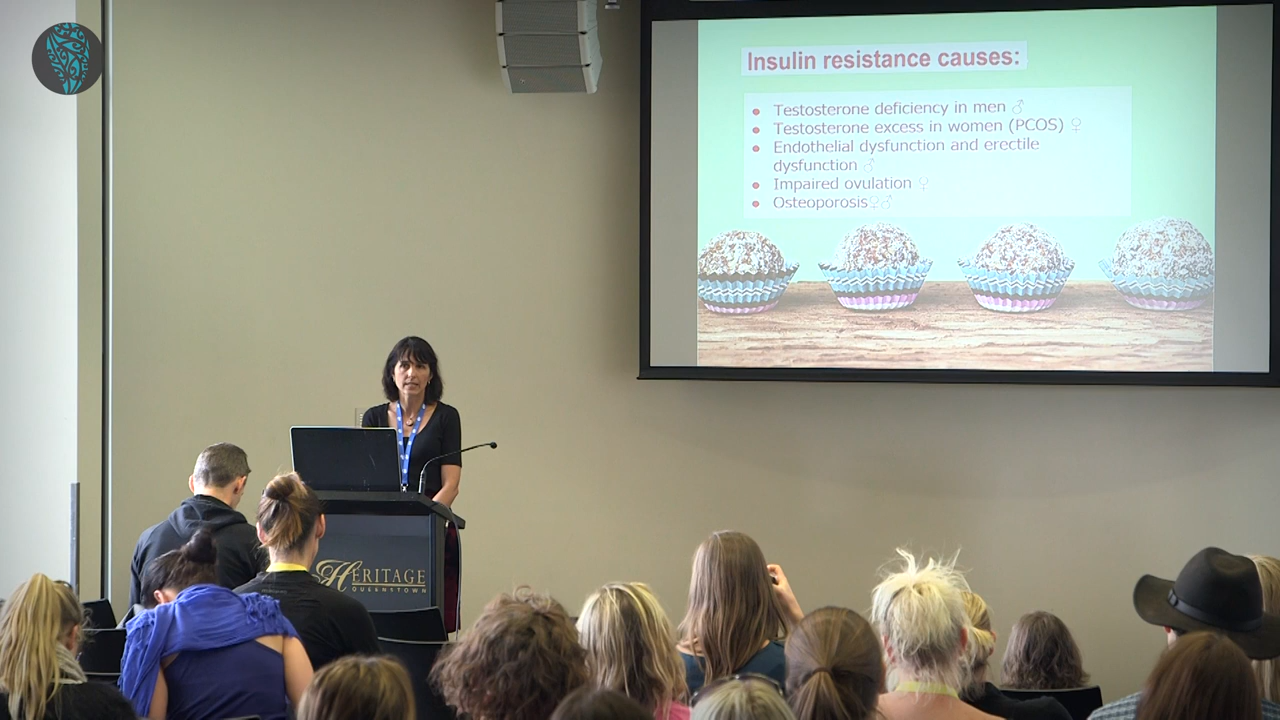 Insulin resistance causes:
• Testosterone deficiency in men ♂
• Testosterone excess in women (PCOS) ♀
• Endothelial dysfunction and erectile
dysfunction ♂
• Impaired ovulation ♀
• Osteoporosis♀♂
HERITAGE
QUEENSTOWN